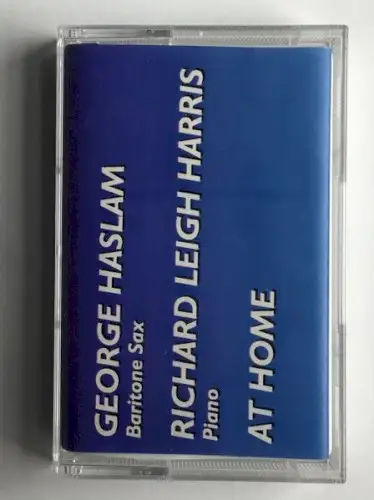 GEORGE HASLAM
Baritone Sax
RICHARD LEIGH HARRIS
Piano
AT HOME